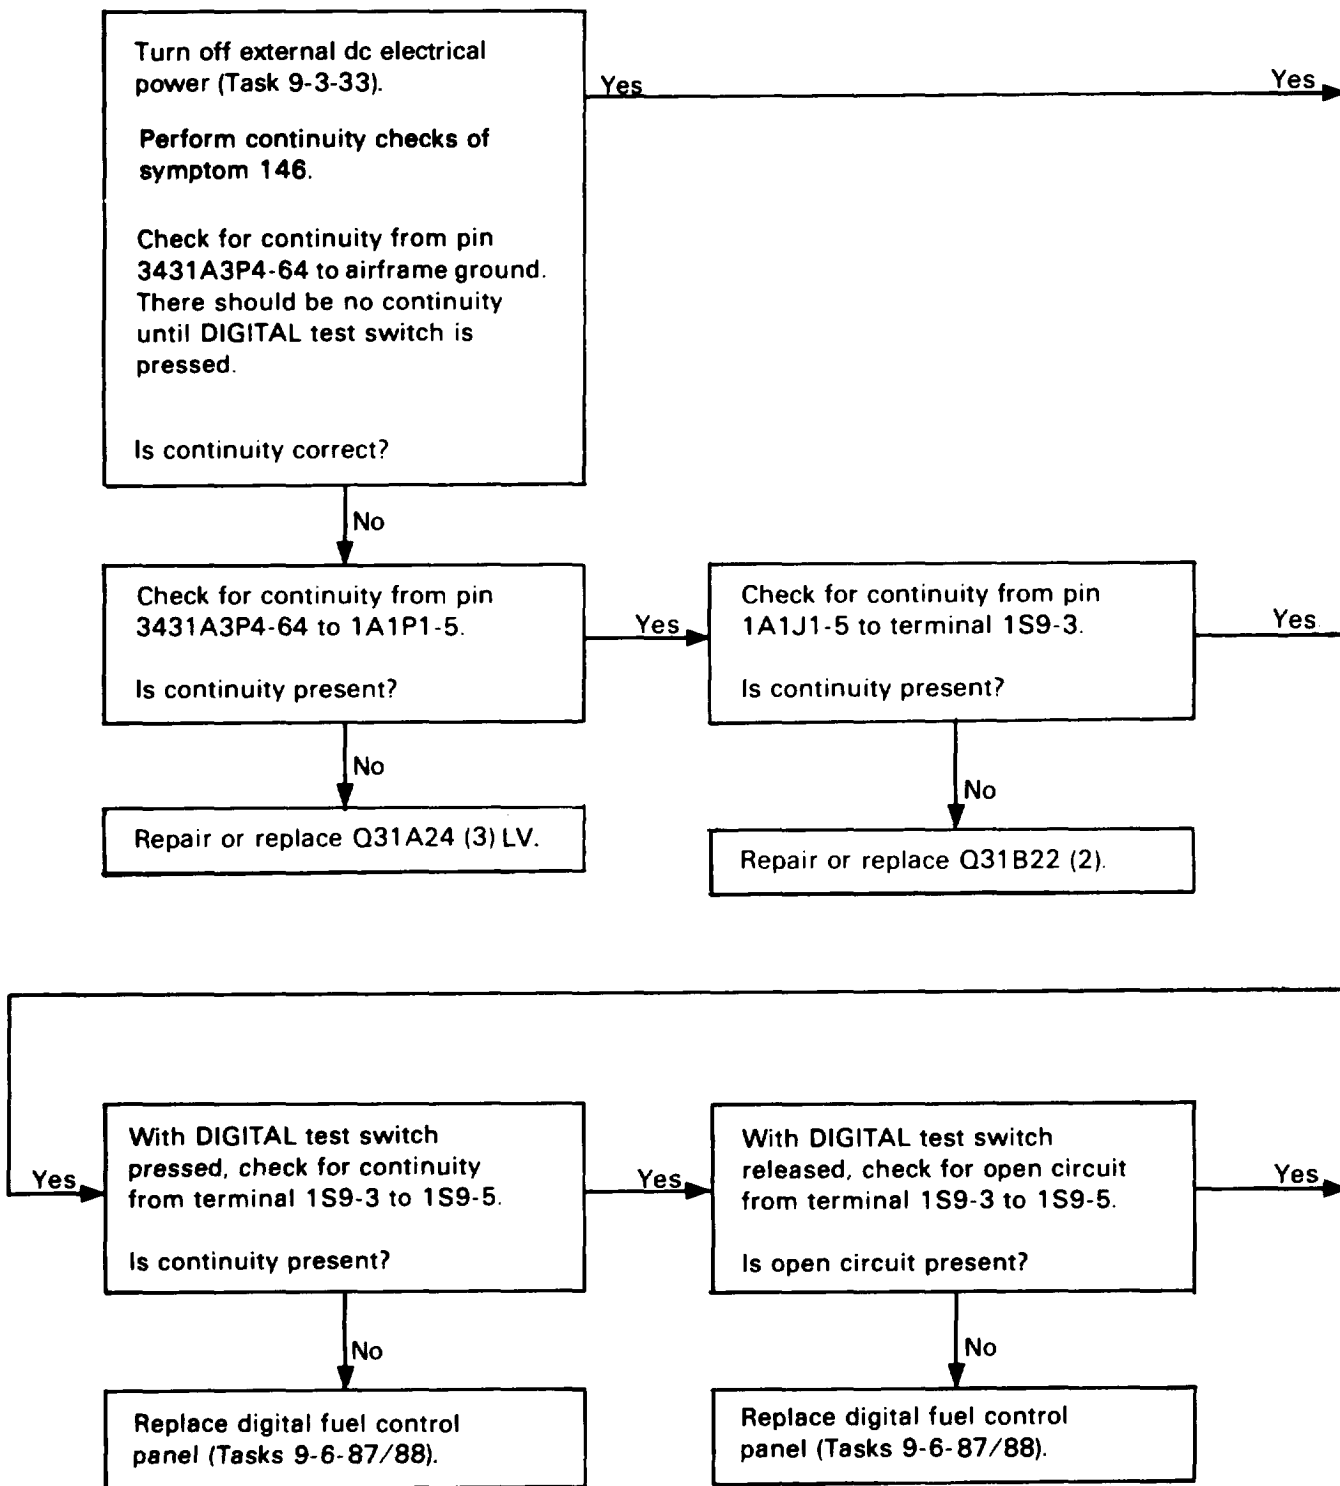 Turn off external dc electrical
power (Task 9-3-33).
Perform continuity checks of
symptom 146.
Check for continuity from pin
3431A3P4-64 to airframe ground.
There should be no continuity
until DIGITAL test switch is
pressed.
Is continuity correct?
Yes
Yes
No
Check for continuity from pin
3431A3P4-64 to 1A1P1-5.
Is continuity present?
Yes
Check for continuity from pin
1A1J1-5 to terminal 1S9-3.
Is continuity present?
Yes
No
Repair or replace Q31A24 (3) LV.
No
Repair or replace Q31B22 (2).
Yes
With DIGITAL test switch
pressed, check for continuity
from terminal 1S9-3 to 1S9-5.
Is continuity present?
Yes
With DIGITAL test switch
released, check for open circuit
from terminal 1S9-3 to 1S9-5.
Is open circuit present?
Yes
No
Replace digital fuel control
panel (Tasks 9-6-87/88).
No
Replace digital fuel control
panel (Tasks 9-6-87/88).